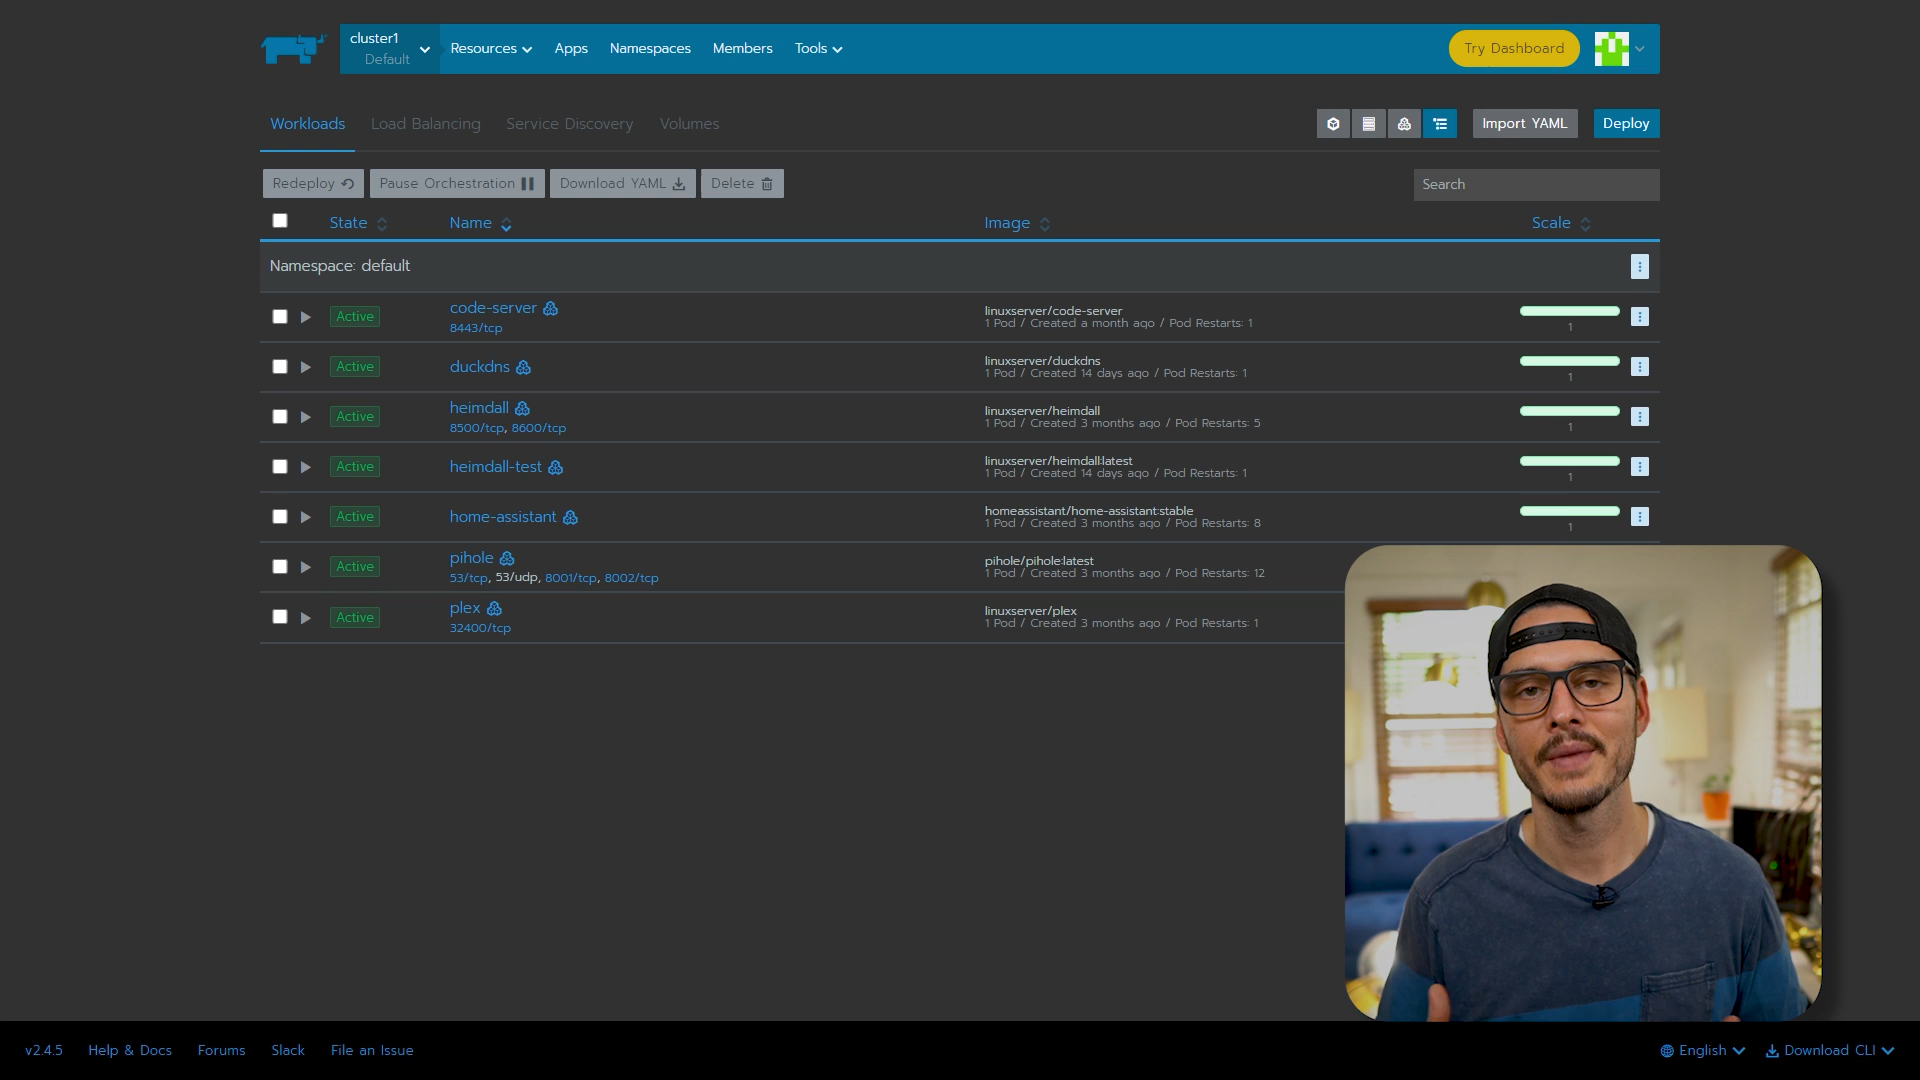 cluster1
Default
Resources Apps Namespaces Members Tools
Try Dashboard
Workloads Load Balancing Service Discovery Volumes
Import YAML Deploy
Redeploy Pause Orchestration Download YAML Delete
Search
State Name Image Scale
Namespace: default
Active code-server linuxserver/code-server
8443/tcp 1 Pod / Created a month ago / Pod Restarts: 1 1
Active duckdns linuxserver/duckdns
1 Pod / Created 14 days ago / Pod Restarts: 1 1
Active heimdall linuxserver/heimdall
8500/tcp, 8600/tcp 1 Pod / Created 3 months ago / Pod Restarts: 5 1
Active heimdall-test linuxserver/heimdall:latest
1 Pod / Created 14 days ago / Pod Restarts: 1 1
Active home-assistant homeassistant/home-assistant:stable
1 Pod / Created 3 months ago / Pod Restarts: 8 1
Active pihole pihole/pihole:latest
53/tcp, 53/udp, 8001/tcp, 8002/tcp 1 Pod / Created 3 months ago / Pod Restarts: 12
Active plex linuxserver/plex
32400/tcp 1 Pod / Created 3 months ago / Pod Restarts: 1
v2.4.5 Help & Docs Forums Slack File an Issue English Download CLI